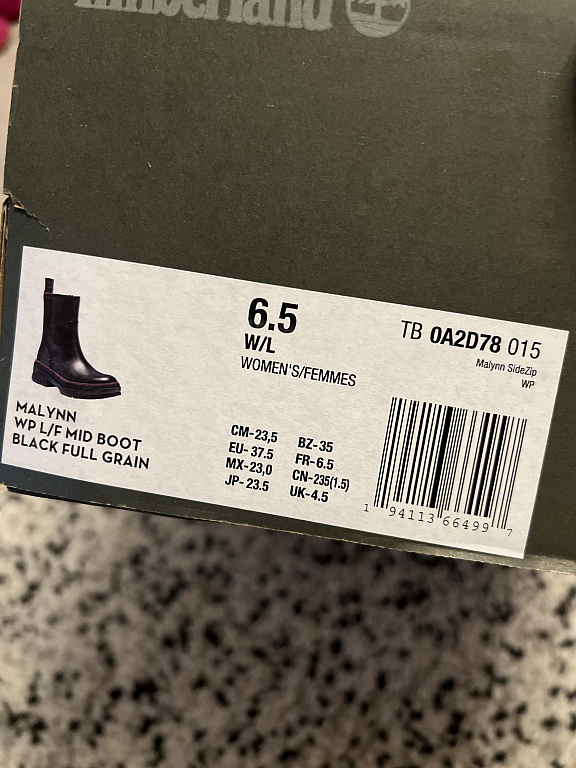 Timberland
6.5
W/L
WOMEN'S/FEMMES
TB 0A2D78 015
Malynn SideZip
WP
MALYNN
WP L/F MID BOOT
BLACK FULL GRAIN
CM-23,5 BZ-35
EU-37.5 FR-6.5
MX-23,0 CN-235(1.5)
JP-23.5 UK-4.5
1 94113 66499 7